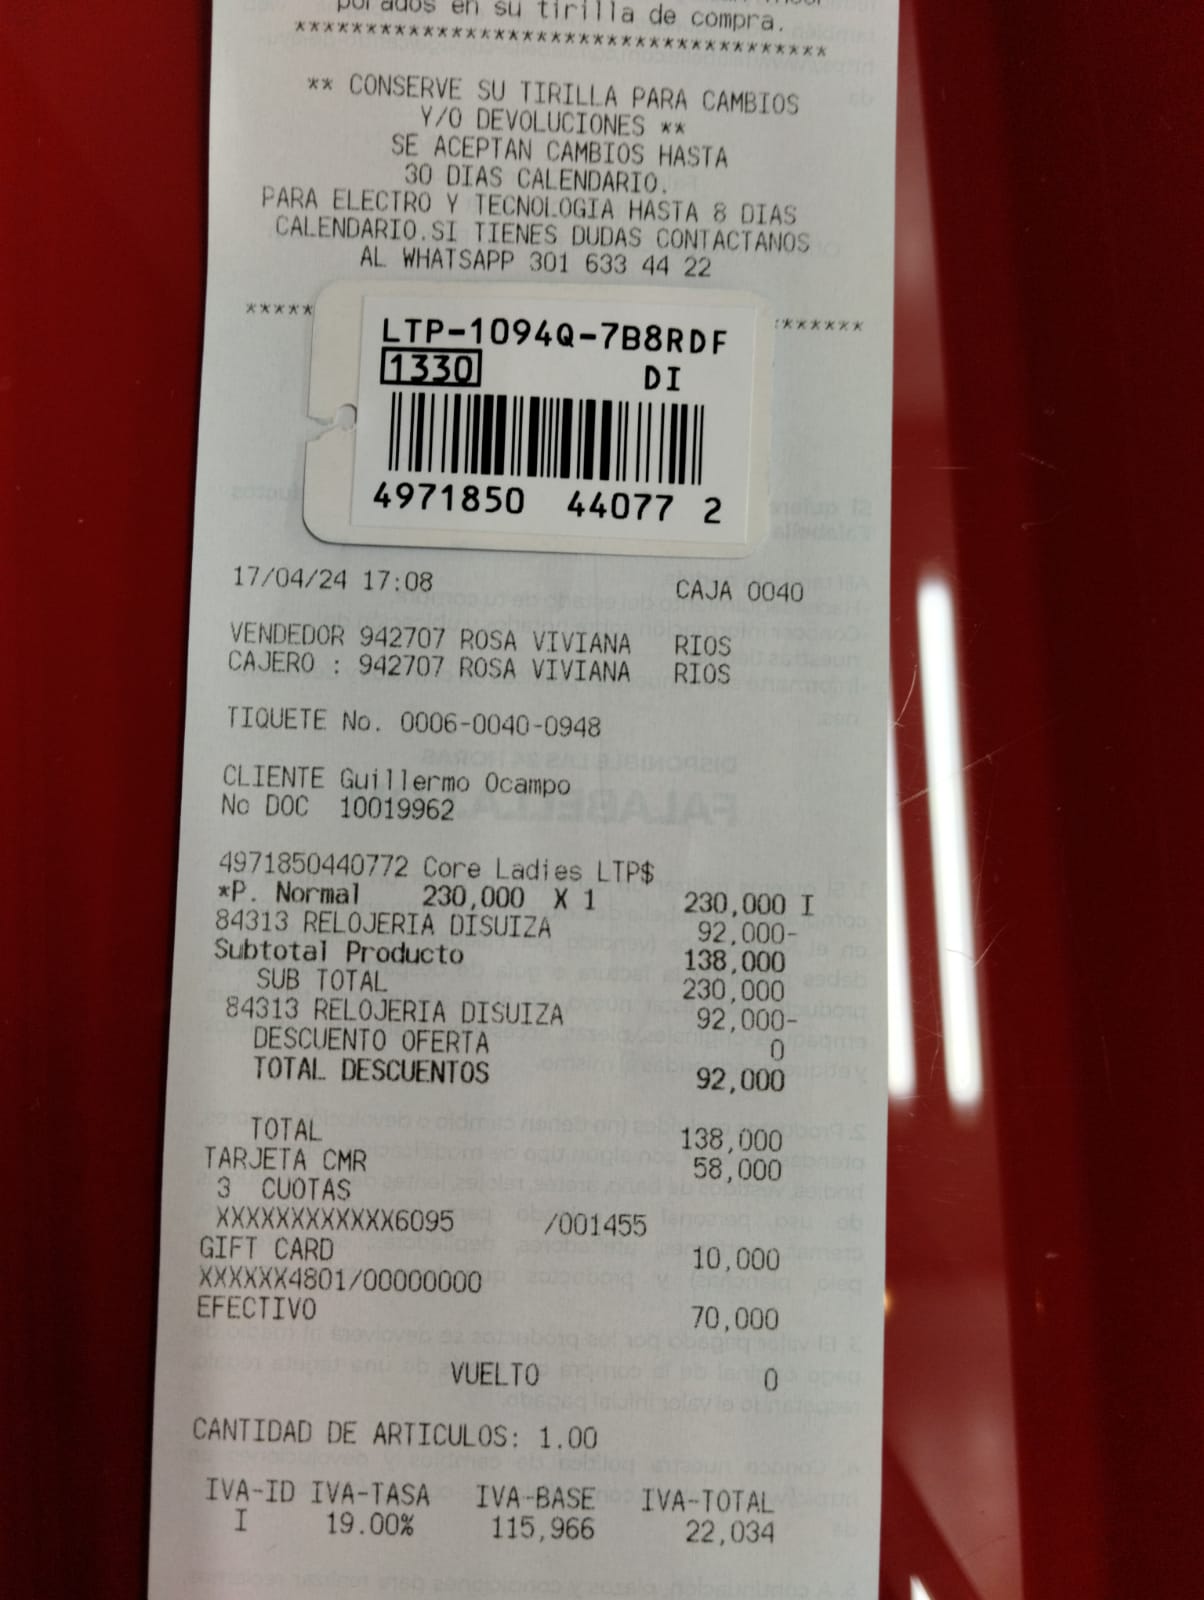 porados en su tirilla de compra.
*************************************
** CONSERVE SU TIRILLA PARA CAMBIOS
Y/O DEVOLUCIONES **
SE ACEPTAN CAMBIOS HASTA
30 DIAS CALENDARIO.
PARA ELECTRO Y TECNOLOGIA HASTA 8 DIAS
CALENDARIO.SI TIENES DUDAS CONTACTANOS
AL WHATSAPP 301 633 44 22
LTP-1094Q-7B8RDF
1330 DI
4971850 44077 2
17/04/24 17:08 CAJA 0040
VENDEDOR 942707 ROSA VIVIANA RIOS
CAJERO : 942707 ROSA VIVIANA RIOS
TIQUETE No. 0006-0040-0948
CLIENTE Guillermo Ocampo
No DOC 10019962
4971850440772 Core Ladies LTP$
*P. Normal 230,000 X 1 230,000 I
84313 RELOJERIA DISUIZA 92,000-
Subtotal Producto 138,000
SUB TOTAL 230,000
84313 RELOJERIA DISUIZA 92,000-
DESCUENTO OFERTA 0
TOTAL DESCUENTOS 92,000
TOTAL 138,000
TARJETA CMR 58,000
3 CUOTAS
XXXXXXXXXXXX6095 /001455
GIFT CARD 10,000
XXXXXX4801/00000000
EFECTIVO 70,000
VUELTO 0
CANTIDAD DE ARTICULOS: 1.00
IVA-ID IVA-TASA IVA-BASE IVA-TOTAL
I 19.00% 115,966 22,034